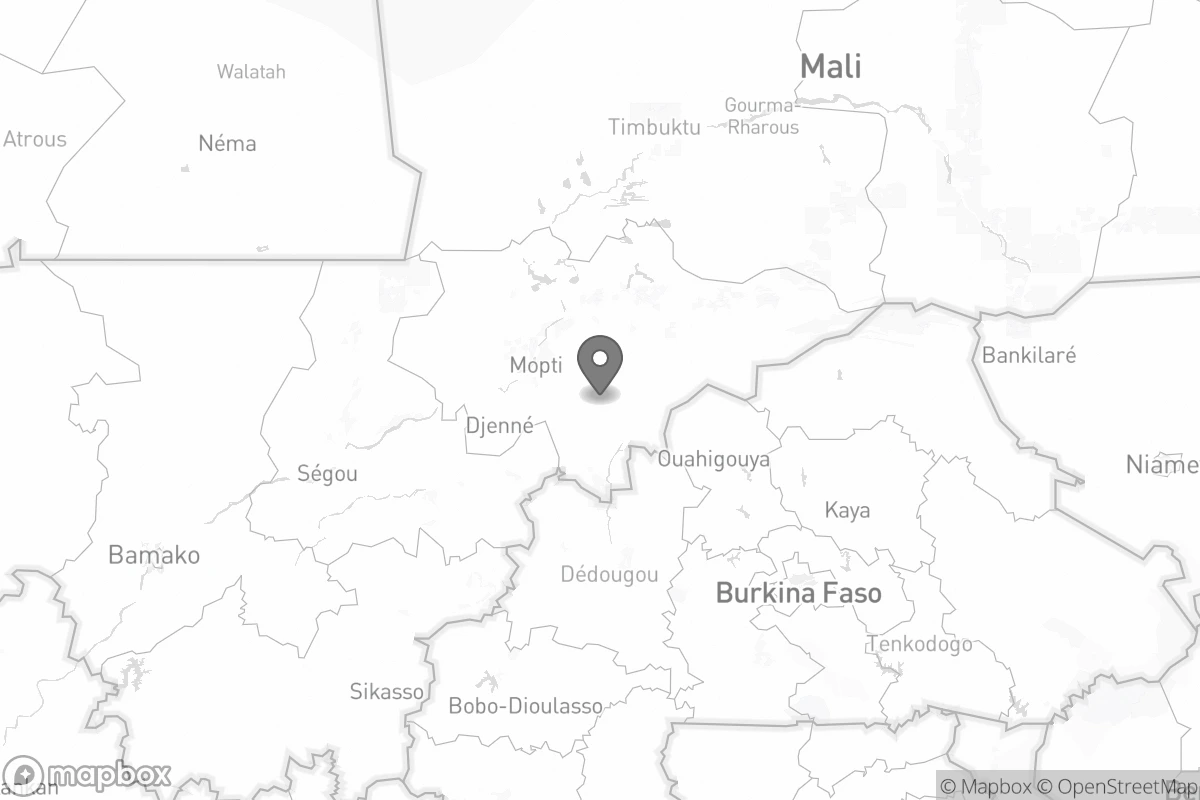 Mali
Walatah
Gourma-
Rharous
Timbuktu
Atrous
Néma
Bankilaré
Mopti
Djenné
Ouahigouya
Niame
Ségou
Kaya
Bamako
Dédougou
Burkina Faso
Tenkodogo
Sikasso
Bobo-Dioulasso
mapbox
© Mapbox © OpenStreetMap